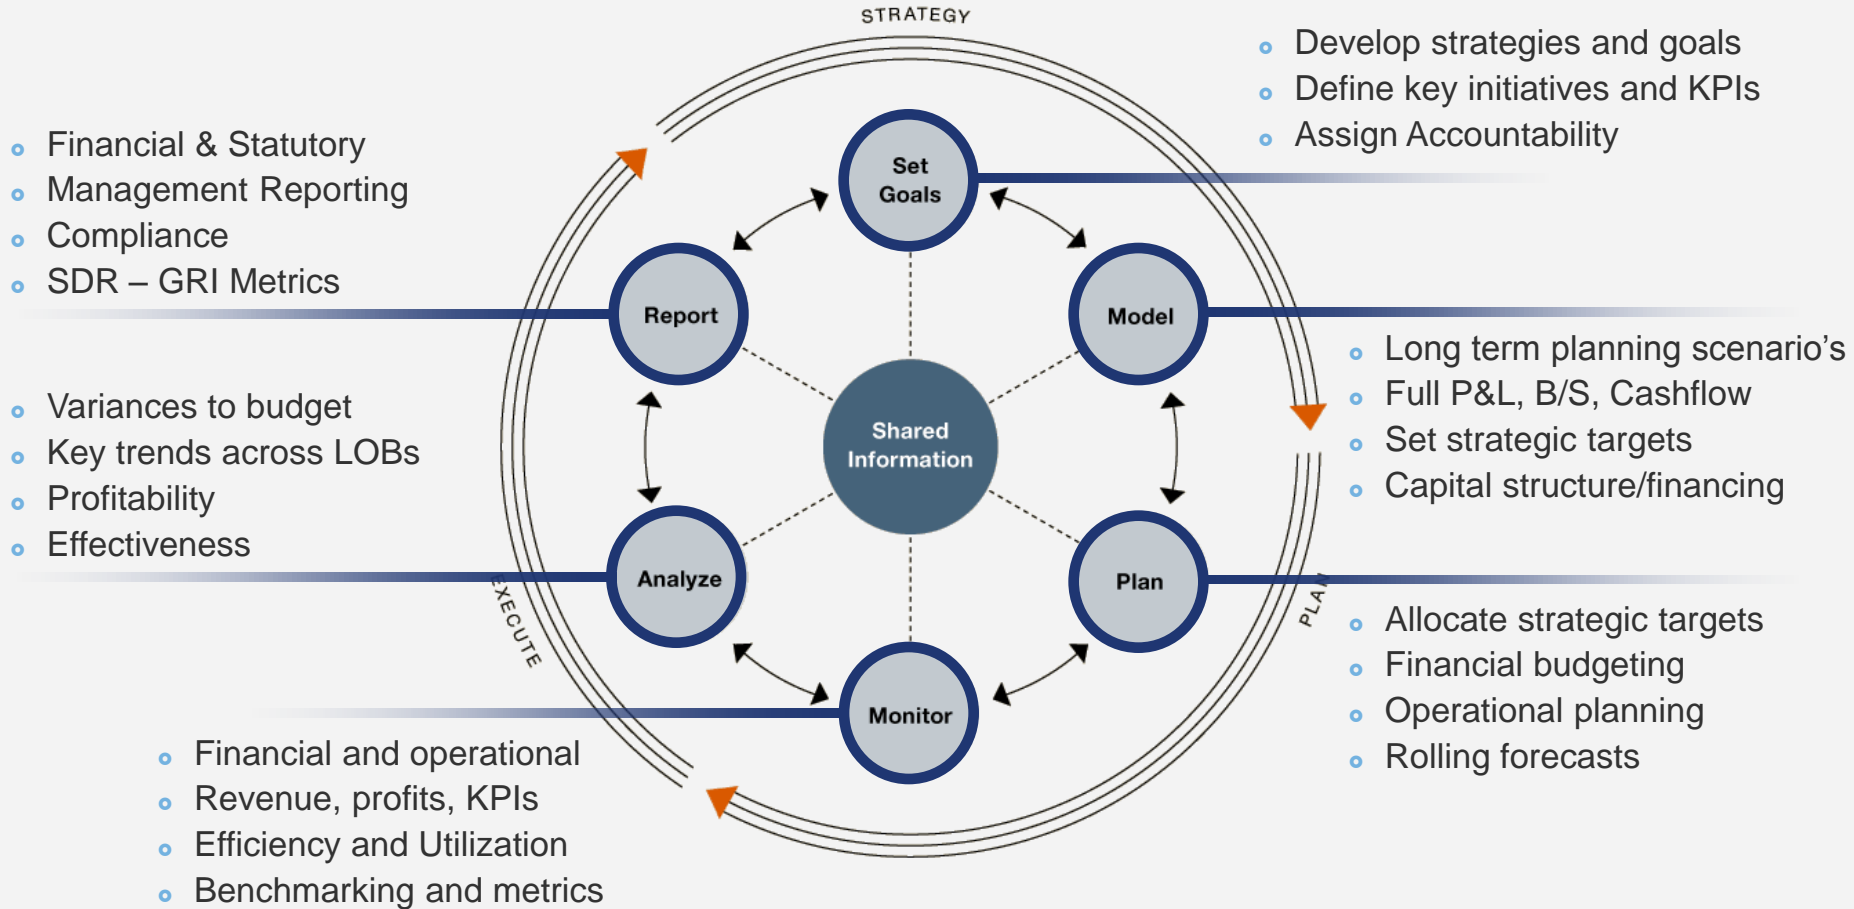 STRATEGY
Develop strategies and goals
Define key initiatives and KPIs
Assign Accountability
Financial & Statutory
Management Reporting
Compliance
SDR – GRI Metrics
Set
Goals
Report
Model
Long term planning scenario’s
Full P&L, B/S, Cashflow
Set strategic targets
Capital structure/financing
Variances to budget
Key trends across LOBs
Profitability
Effectiveness
Shared
Information
Analyze
Plan
EXECUTE
PLAN
Allocate strategic targets
Financial budgeting
Operational planning
Rolling forecasts
Monitor
Financial and operational
Revenue, profits, KPIs
Efficiency and Utilization
Benchmarking and metrics